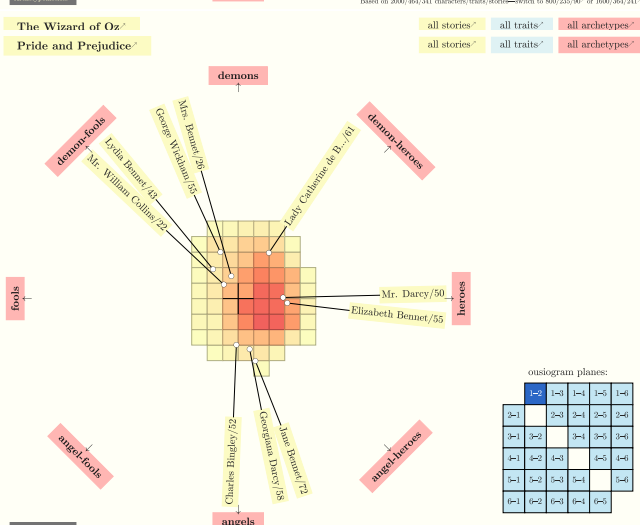 Based on 2000/464/341 characters/traits/stories—switch to 800/235/90↗ or 1600/364/241
The Wizard of Oz↗
Pride and Prejudice↗
all stories↗ all traits↗ all archetypes↗
all stories↗ all traits↗ all archetypes↗
demons
demon-fools
demon-heroes
Mrs. Bennet/26
George Wickham/55
Lydia Bennet/43
Mr. William Collins/22
Lady Catherine de B.../61
fools
heroes
Mr. Darcy/50
Elizabeth Bennet/55
Charles Bingley/52
Georgiana Darcy/58
Jane Bennet/72
angel-fools
angel-heroes
angels
ousiogram planes:
1–2 1–3 1–4 1–5 1–6
2–1 2–3 2–4 2–5 2–6
3–1 3–2 3–4 3–5 3–6
4–1 4–2 4–3 4–5 4–6
5–1 5–2 5–3 5–4 5–6
6–1 6–2 6–3 6–4 6–5